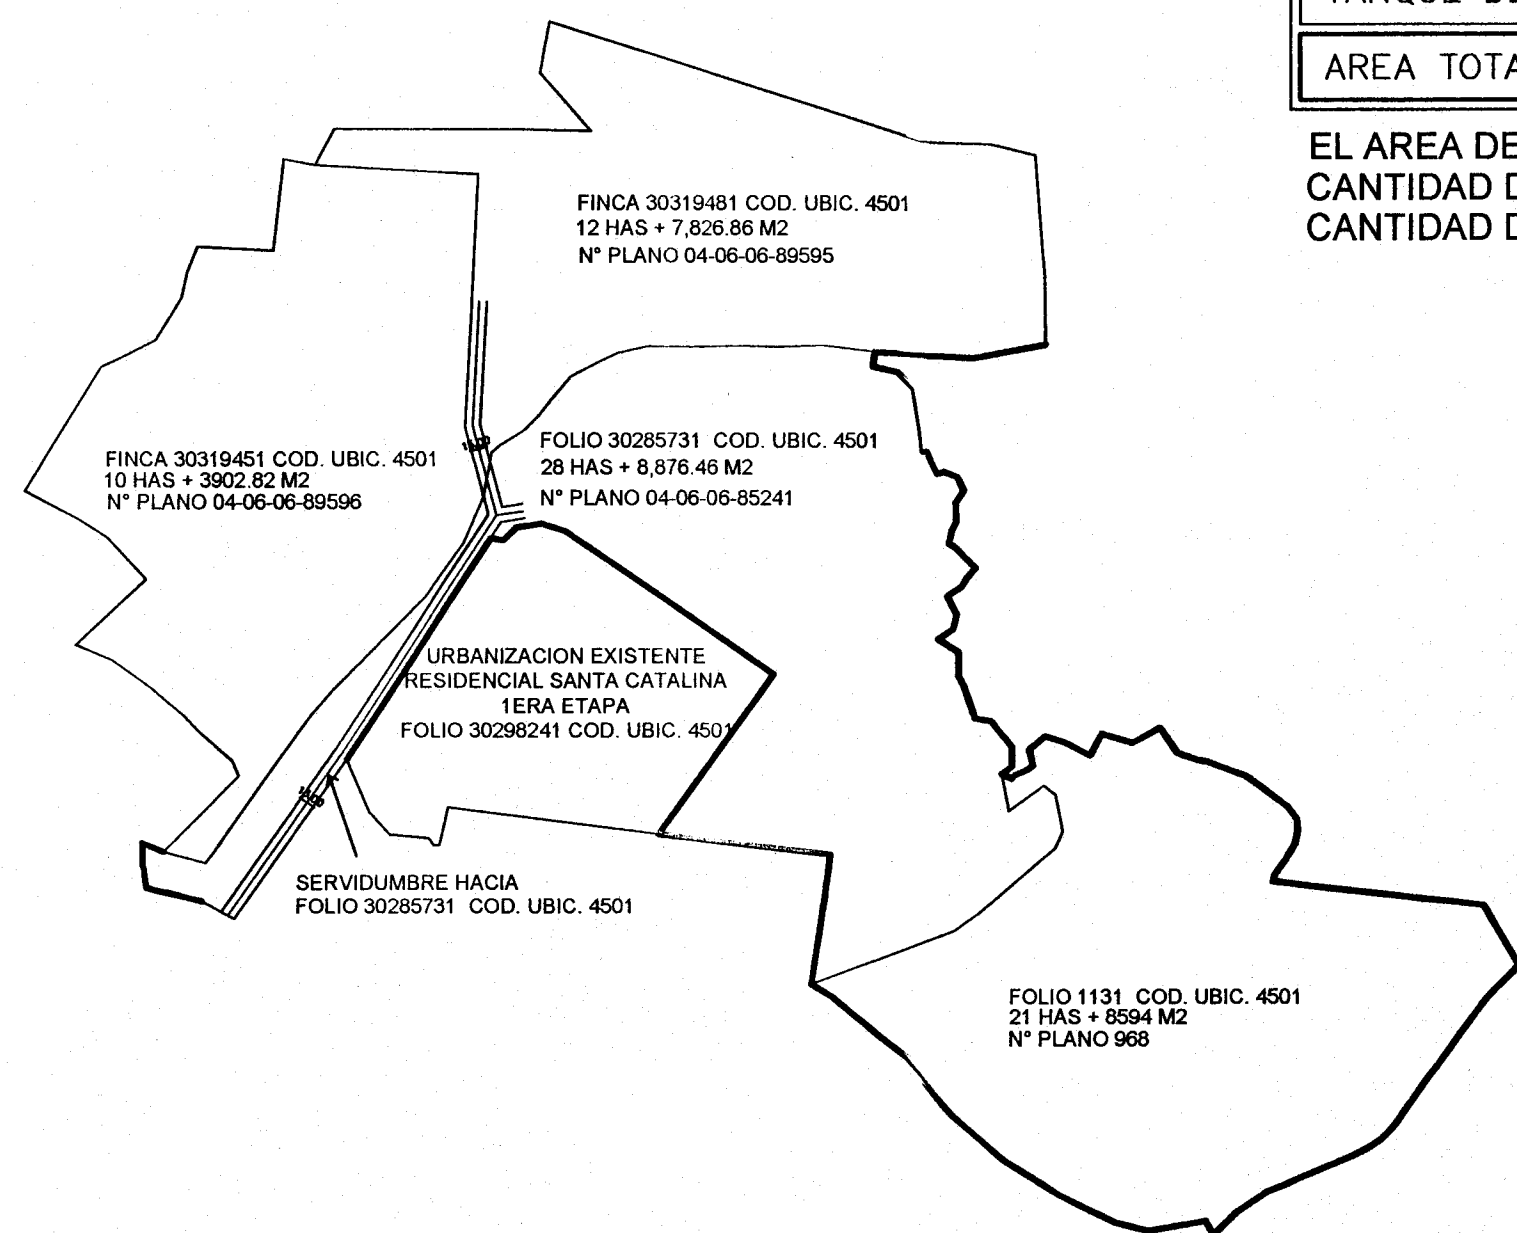 AREA TOTA
EL AREA DE
CANTIDAD D
CANTIDAD D
FINCA 30319481 COD. UBIC. 4501
12 HAS + 7,826.86 M2
N° PLANO 04-06-06-89595
FINCA 30319451 COD. UBIC. 4501
10 HAS + 3902.82 M2
N° PLANO 04-06-06-89596
FOLIO 30285731 COD. UBIC. 4501
28 HAS + 8,876.46 M2
N° PLANO 04-06-06-85241
URBANIZACION EXISTENTE
RESIDENCIAL SANTA CATALINA
1ERA ETAPA
FOLIO 30298241 COD. UBIC. 4501
SERVIDUMBRE HACIA
FOLIO 30285731 COD. UBIC. 4501
FOLIO 1131 COD. UBIC. 4501
21 HAS + 8594 M2
N° PLANO 968